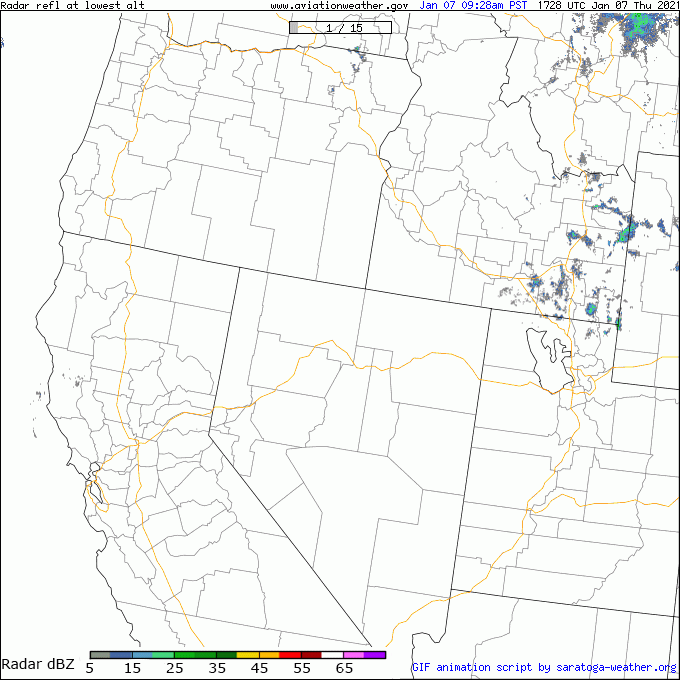 Radar refl at lowest alt www.aviationweather.gov Jan 07 09:28am PST 1728 UTC Jan 07 Thu 2021
1 / 15
Radar dBZ
5 15 25 35 45 55 65
GIF animation script by saratoga-weather.org